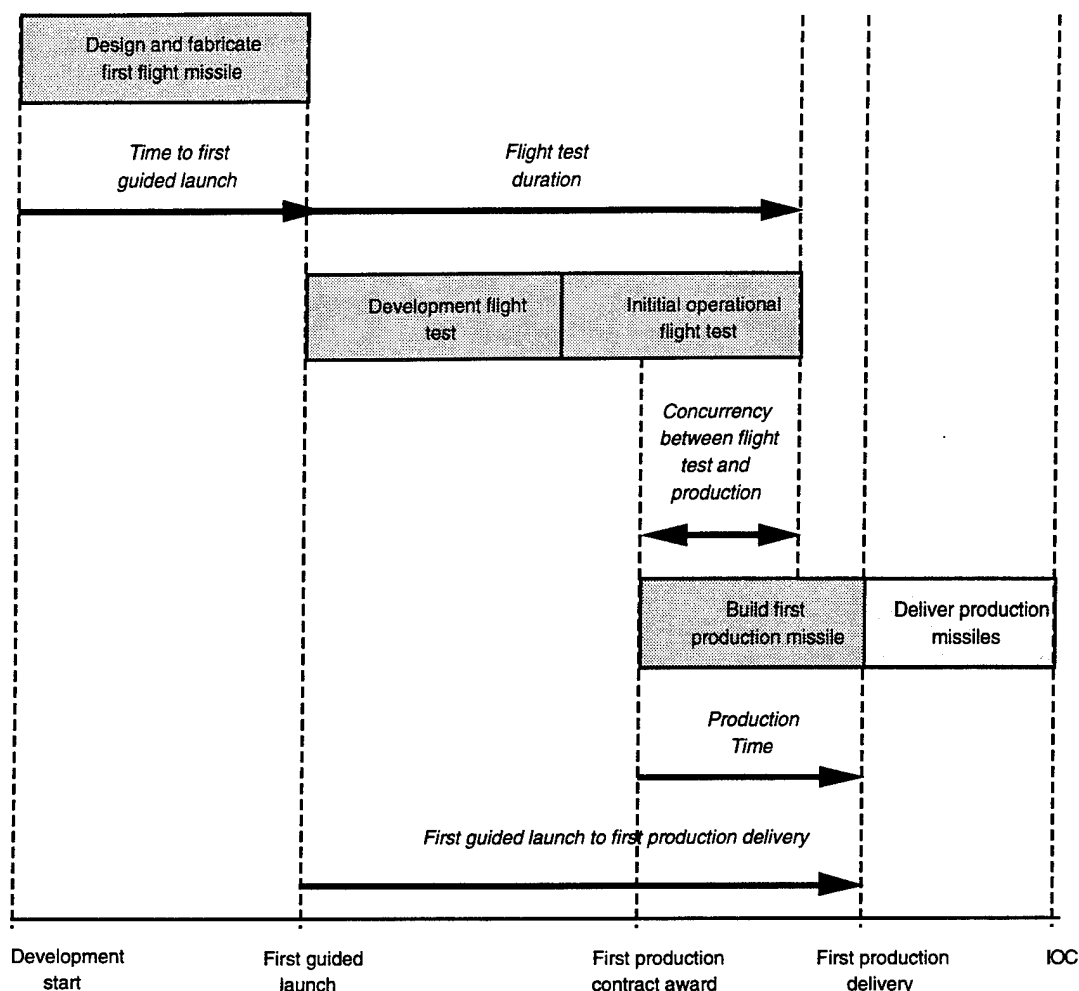 Design and fabricate
first flight missile
Time to first
guided launch
Flight test
duration
Development flight
test
Inititial operational
flight test
Concurrency
between flight
test and
production
Build first
production missile
Deliver production
missiles
Production
Time
First guided launch to first production delivery
Development
start
First guided
launch
First production
contract award
First production
delivery
IOC